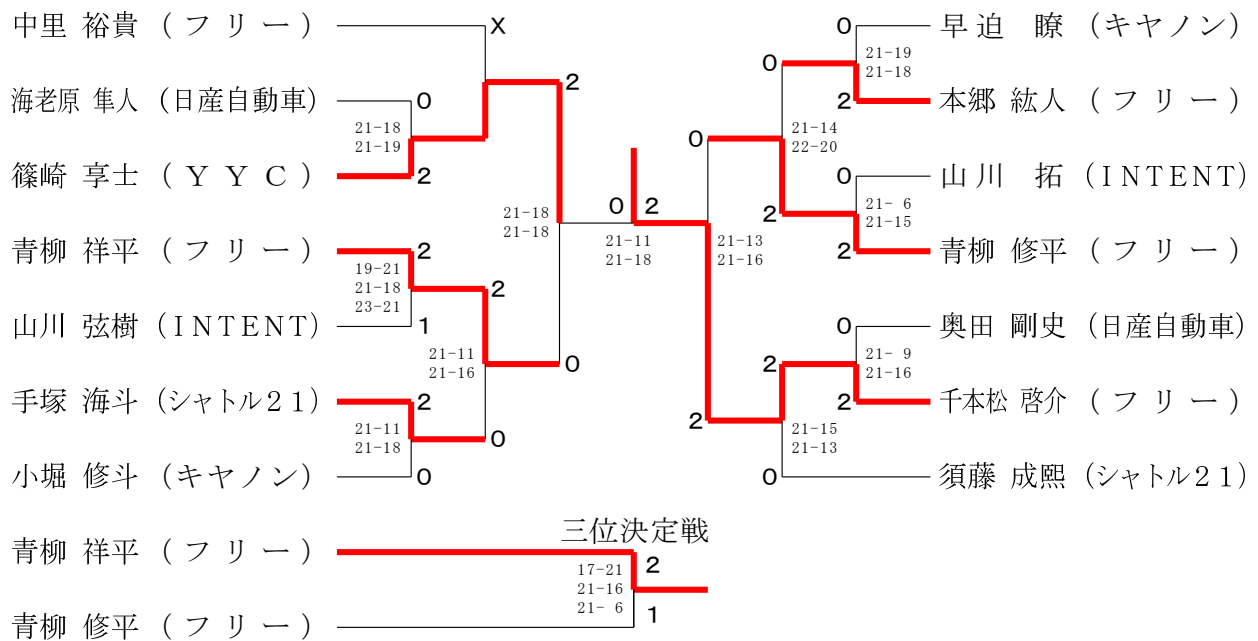 中里 裕貴 (フリー)
X
2
海老原 隼人 (日産自動車)
0
21-18
21-19
篠崎 享士 (YYC)
2
21-18
21-18
青柳 祥平 (フリー)
2
19-21
21-18
23-21
2
山川 弦樹 (INTENT)
1
21-11
21-16
0
手塚 海斗 (シャトル21)
2
21-11
21-18
0
小堀 修斗 (キヤノン)
0
0 2
21-11
21-18
早迫 瞭 (キヤノン)
0
21-19
21-18
0
本郷 紘人 (フリー)
2
0
21-14
22-20
山川 拓 (INTENT)
0
21- 6
21-15
2
青柳 修平 (フリー)
2
21-13
21-16
奥田 剛史 (日産自動車)
0
21- 9
21-16
2
千本松 啓介 (フリー)
2
2
21-15
21-13
須藤 成熙 (シャトル21)
0
三位決定戦
青柳 祥平 (フリー)
2
17-21
21-16
21- 6
1
青柳 修平 (フリー)